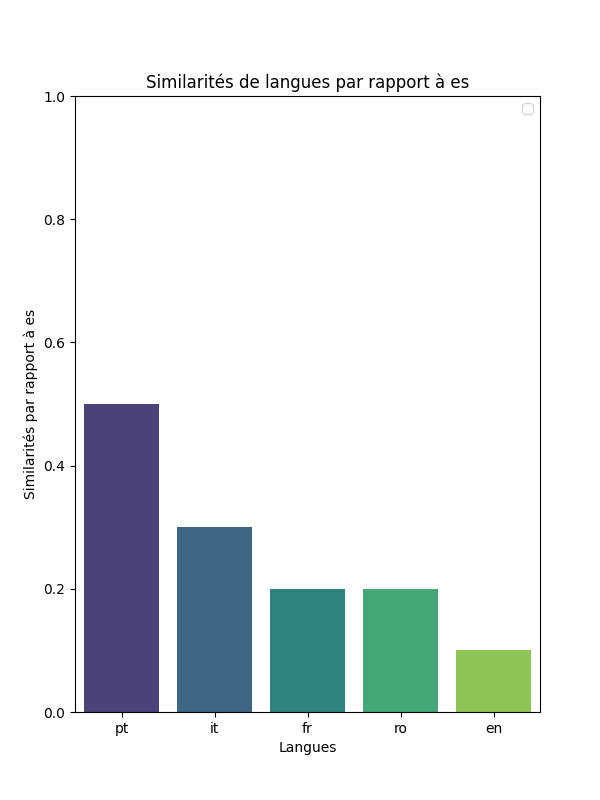 Similarités de langues par rapport à es
1.0
0.8
0.6
0.4
0.2
0.0
Similarités par rapport à es
pt it fr ro en
Langues